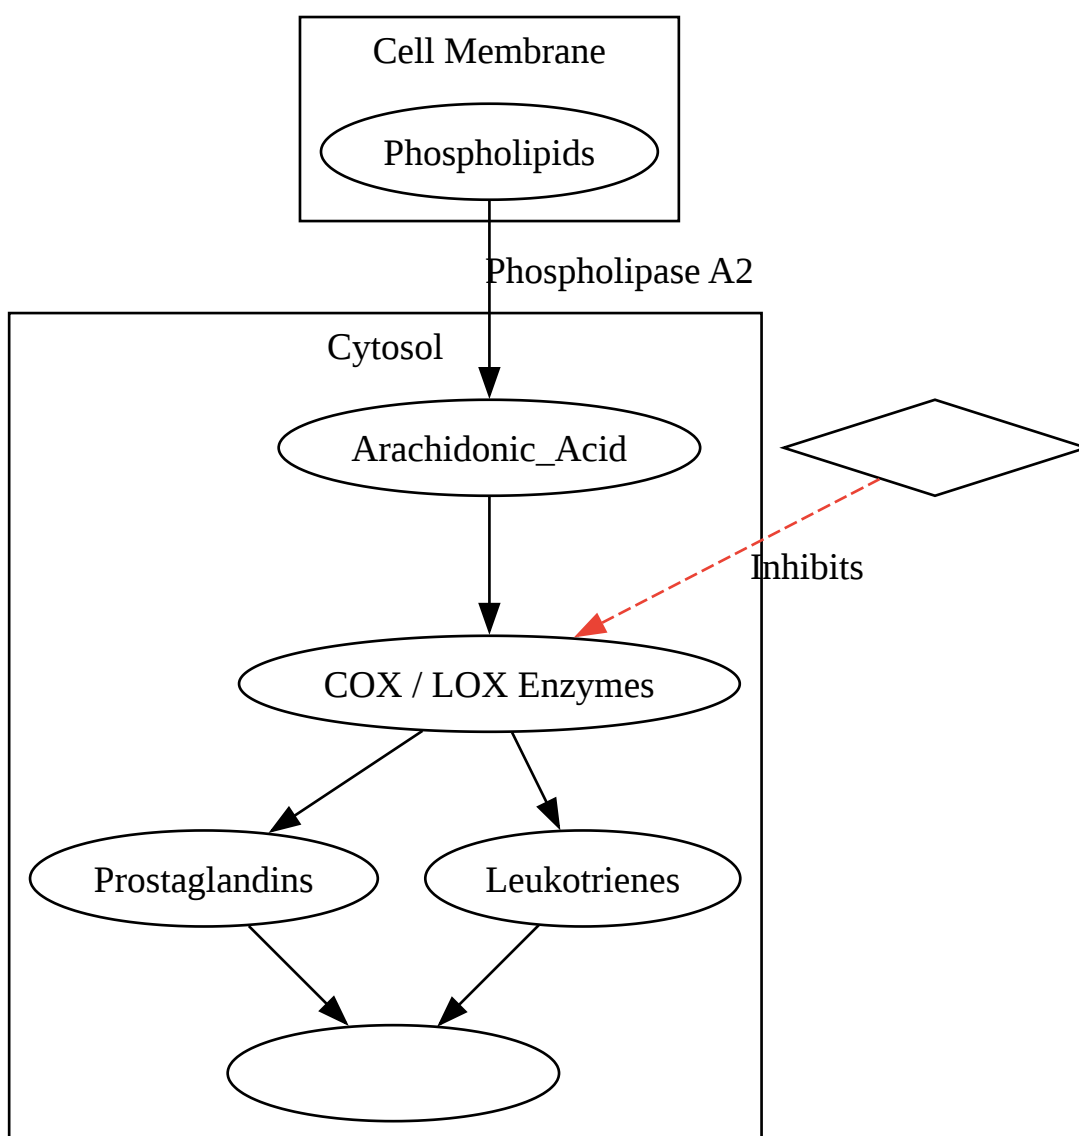 Cell Membrane
Phospholipids
Phospholipase A2
Cytosol
Arachidonic_Acid
Inhibits
COX / LOX Enzymes
Prostaglandins
Leukotrienes